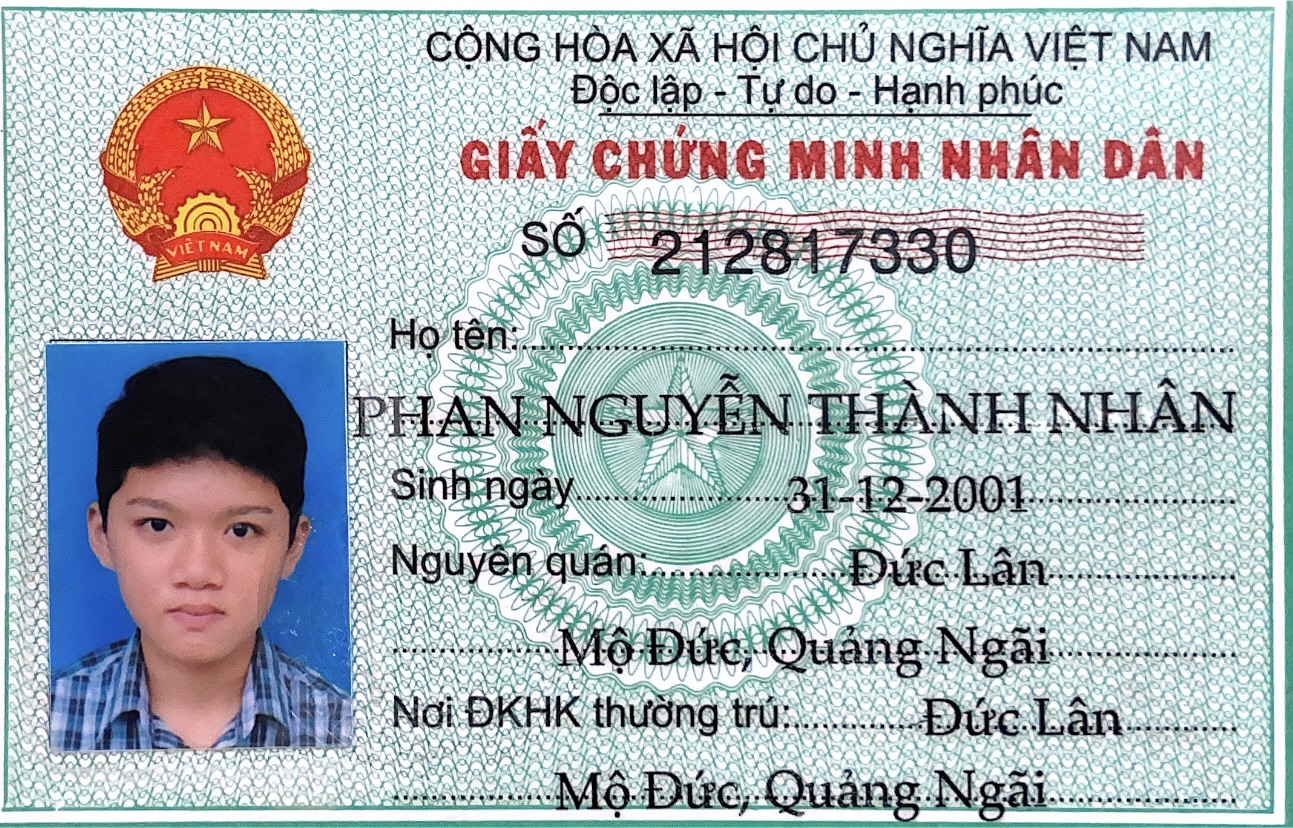 CỘNG HÒA XÃ HỘI CHỦ NGHĨA VIỆT NAM
Độc lập - Tự do - Hạnh phúc
GIẤY CHỨNG MINH NHÂN DÂN
SỐ 212817330
VIỆT NAM
Họ tên:
PHAN NGUYỄN THÀNH NHÂN
Sinh ngày 31-12-2001
Nguyên quán: Đức Lân
Mộ Đức, Quảng Ngãi
Nơi ĐKHK thường trú: Đức Lân
Mộ Đức, Quảng Ngãi